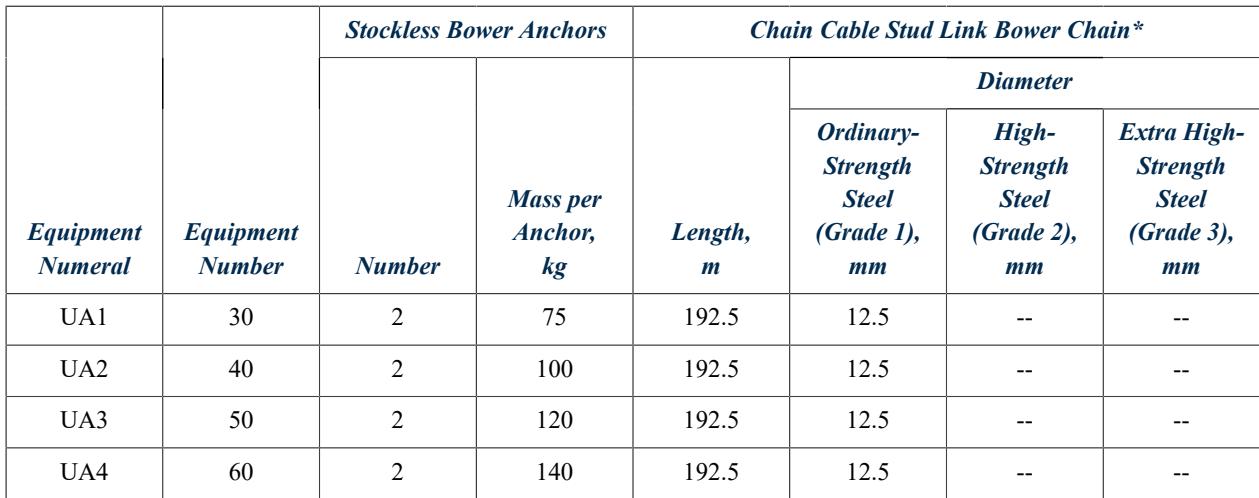 Stockless Bower Anchors Chain Cable Stud Link Bower Chain*
Diameter
Equipment Numeral
Equipment Number
Number
Mass per Anchor, kg
Length, m
Ordinary-Strength Steel (Grade 1), mm
High-Strength Steel (Grade 2), mm
Extra High-Strength Steel (Grade 3), mm
UA1 30 2 75 192.5 12.5 -- --
UA2 40 2 100 192.5 12.5 -- --
UA3 50 2 120 192.5 12.5 -- --
UA4 60 2 140 192.5 12.5 -- --